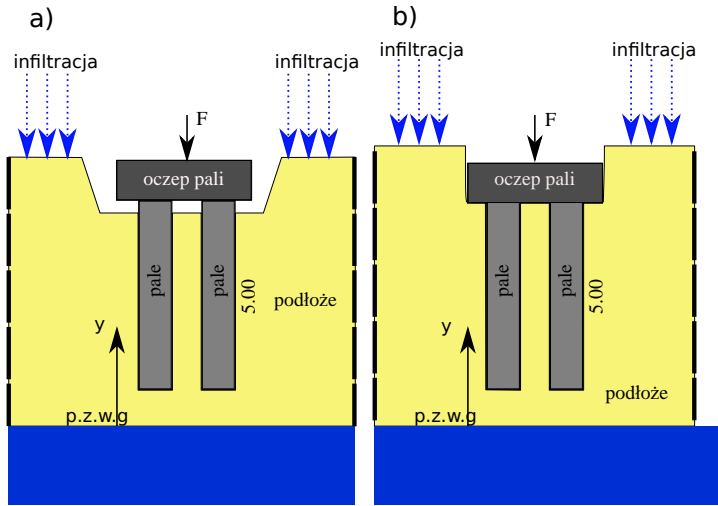 a)
infiltracja
infiltracja
F
oczep pali
pale
pale
5.00
podłoże
y
p.z.w.g
b)
infiltracja
infiltracja
F
oczep pali
pale
pale
5.00
y
podłoże
p.z.w.g